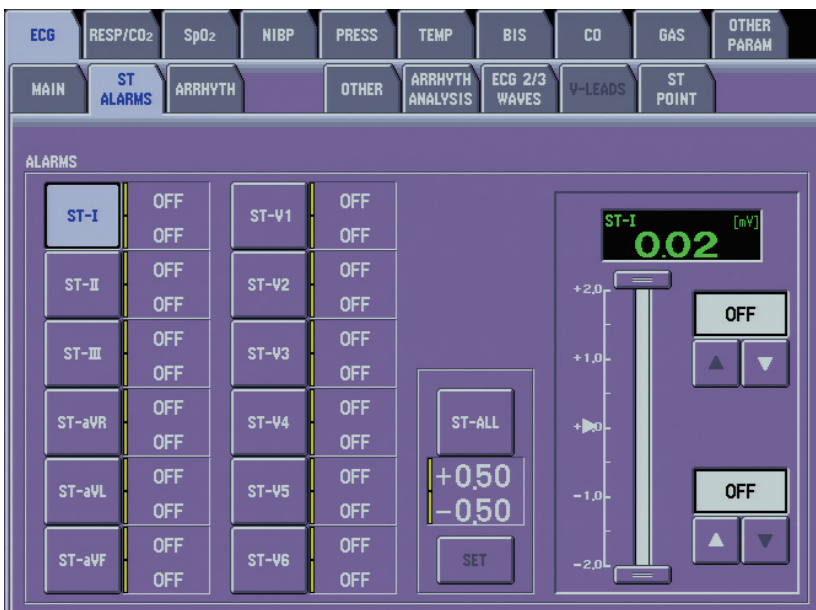 ECG RESP/CO2 SpO2 NIBP PRESS TEMP BIS CO GAS OTHER PARAM
MAIN ST ALARMS ARRHYTH OTHER ARRHYTH ANALYSIS ECG 2/3 WAVES V-LEADS ST POINT
ALARMS
ST-I OFF OFF
ST-II OFF OFF
ST-III OFF OFF
ST-aVR OFF OFF
ST-aVL OFF OFF
ST-aVF OFF OFF
ST-V1 OFF OFF
ST-V2 OFF OFF
ST-V3 OFF OFF
ST-V4 OFF OFF
ST-V5 OFF OFF
ST-V6 OFF OFF
ST-ALL
+0.50
-0.50
SET
ST-I [mV]
0.02
+2.0
+1.0
-1.0
-2.0
OFF
OFF